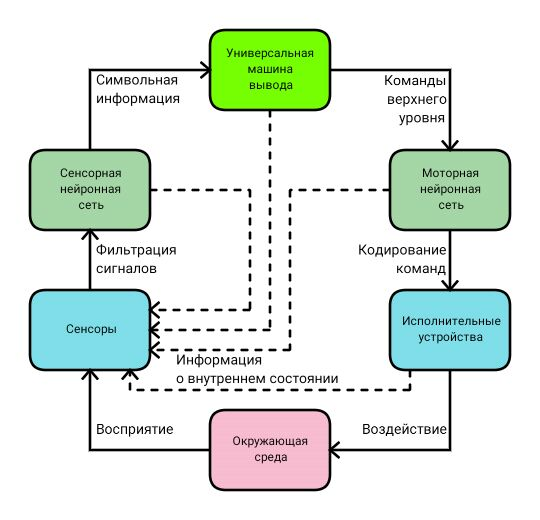 Универсальная
машина
вывода
Символьная
информация
Команды
верхнего
уровня
Сенсорная
нейронная
сеть
Моторная
нейронная
сеть
Фильтрация
сигналов
Кодирование
команд
Сенсоры
Исполнительные
устройства
Информация
о внутреннем состоянии
Восприятие
Окружающая
среда
Воздействие